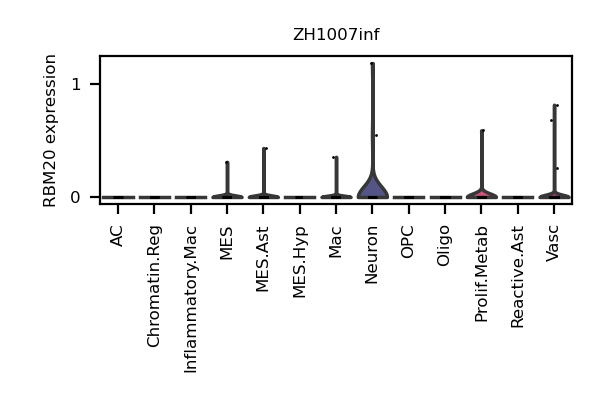 ZH1007inf
RBM20 expression
1
0
AC
Chromatin.Reg
Inflammatory.Mac
MES
MES.Ast
MES.Hyp
Mac
Neuron
OPC
Oligo
Prolif.Metab
Reactive.Ast
Vasc